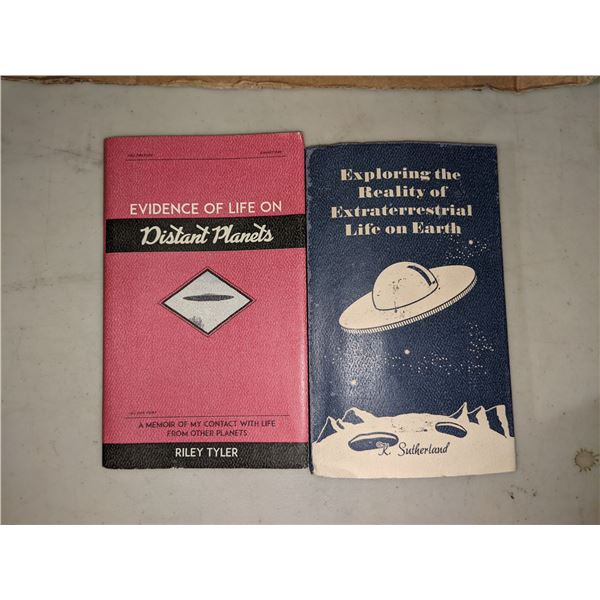 EVIDENCE OF LIFE ON
Distant Planets
A MEMOIR OF MY CONTACT WITH LIFE
FROM OTHER PLANETS
RILEY TYLER
Exploring the
Reality of
Extraterrestrial
Life on Earth
K. Sutherland